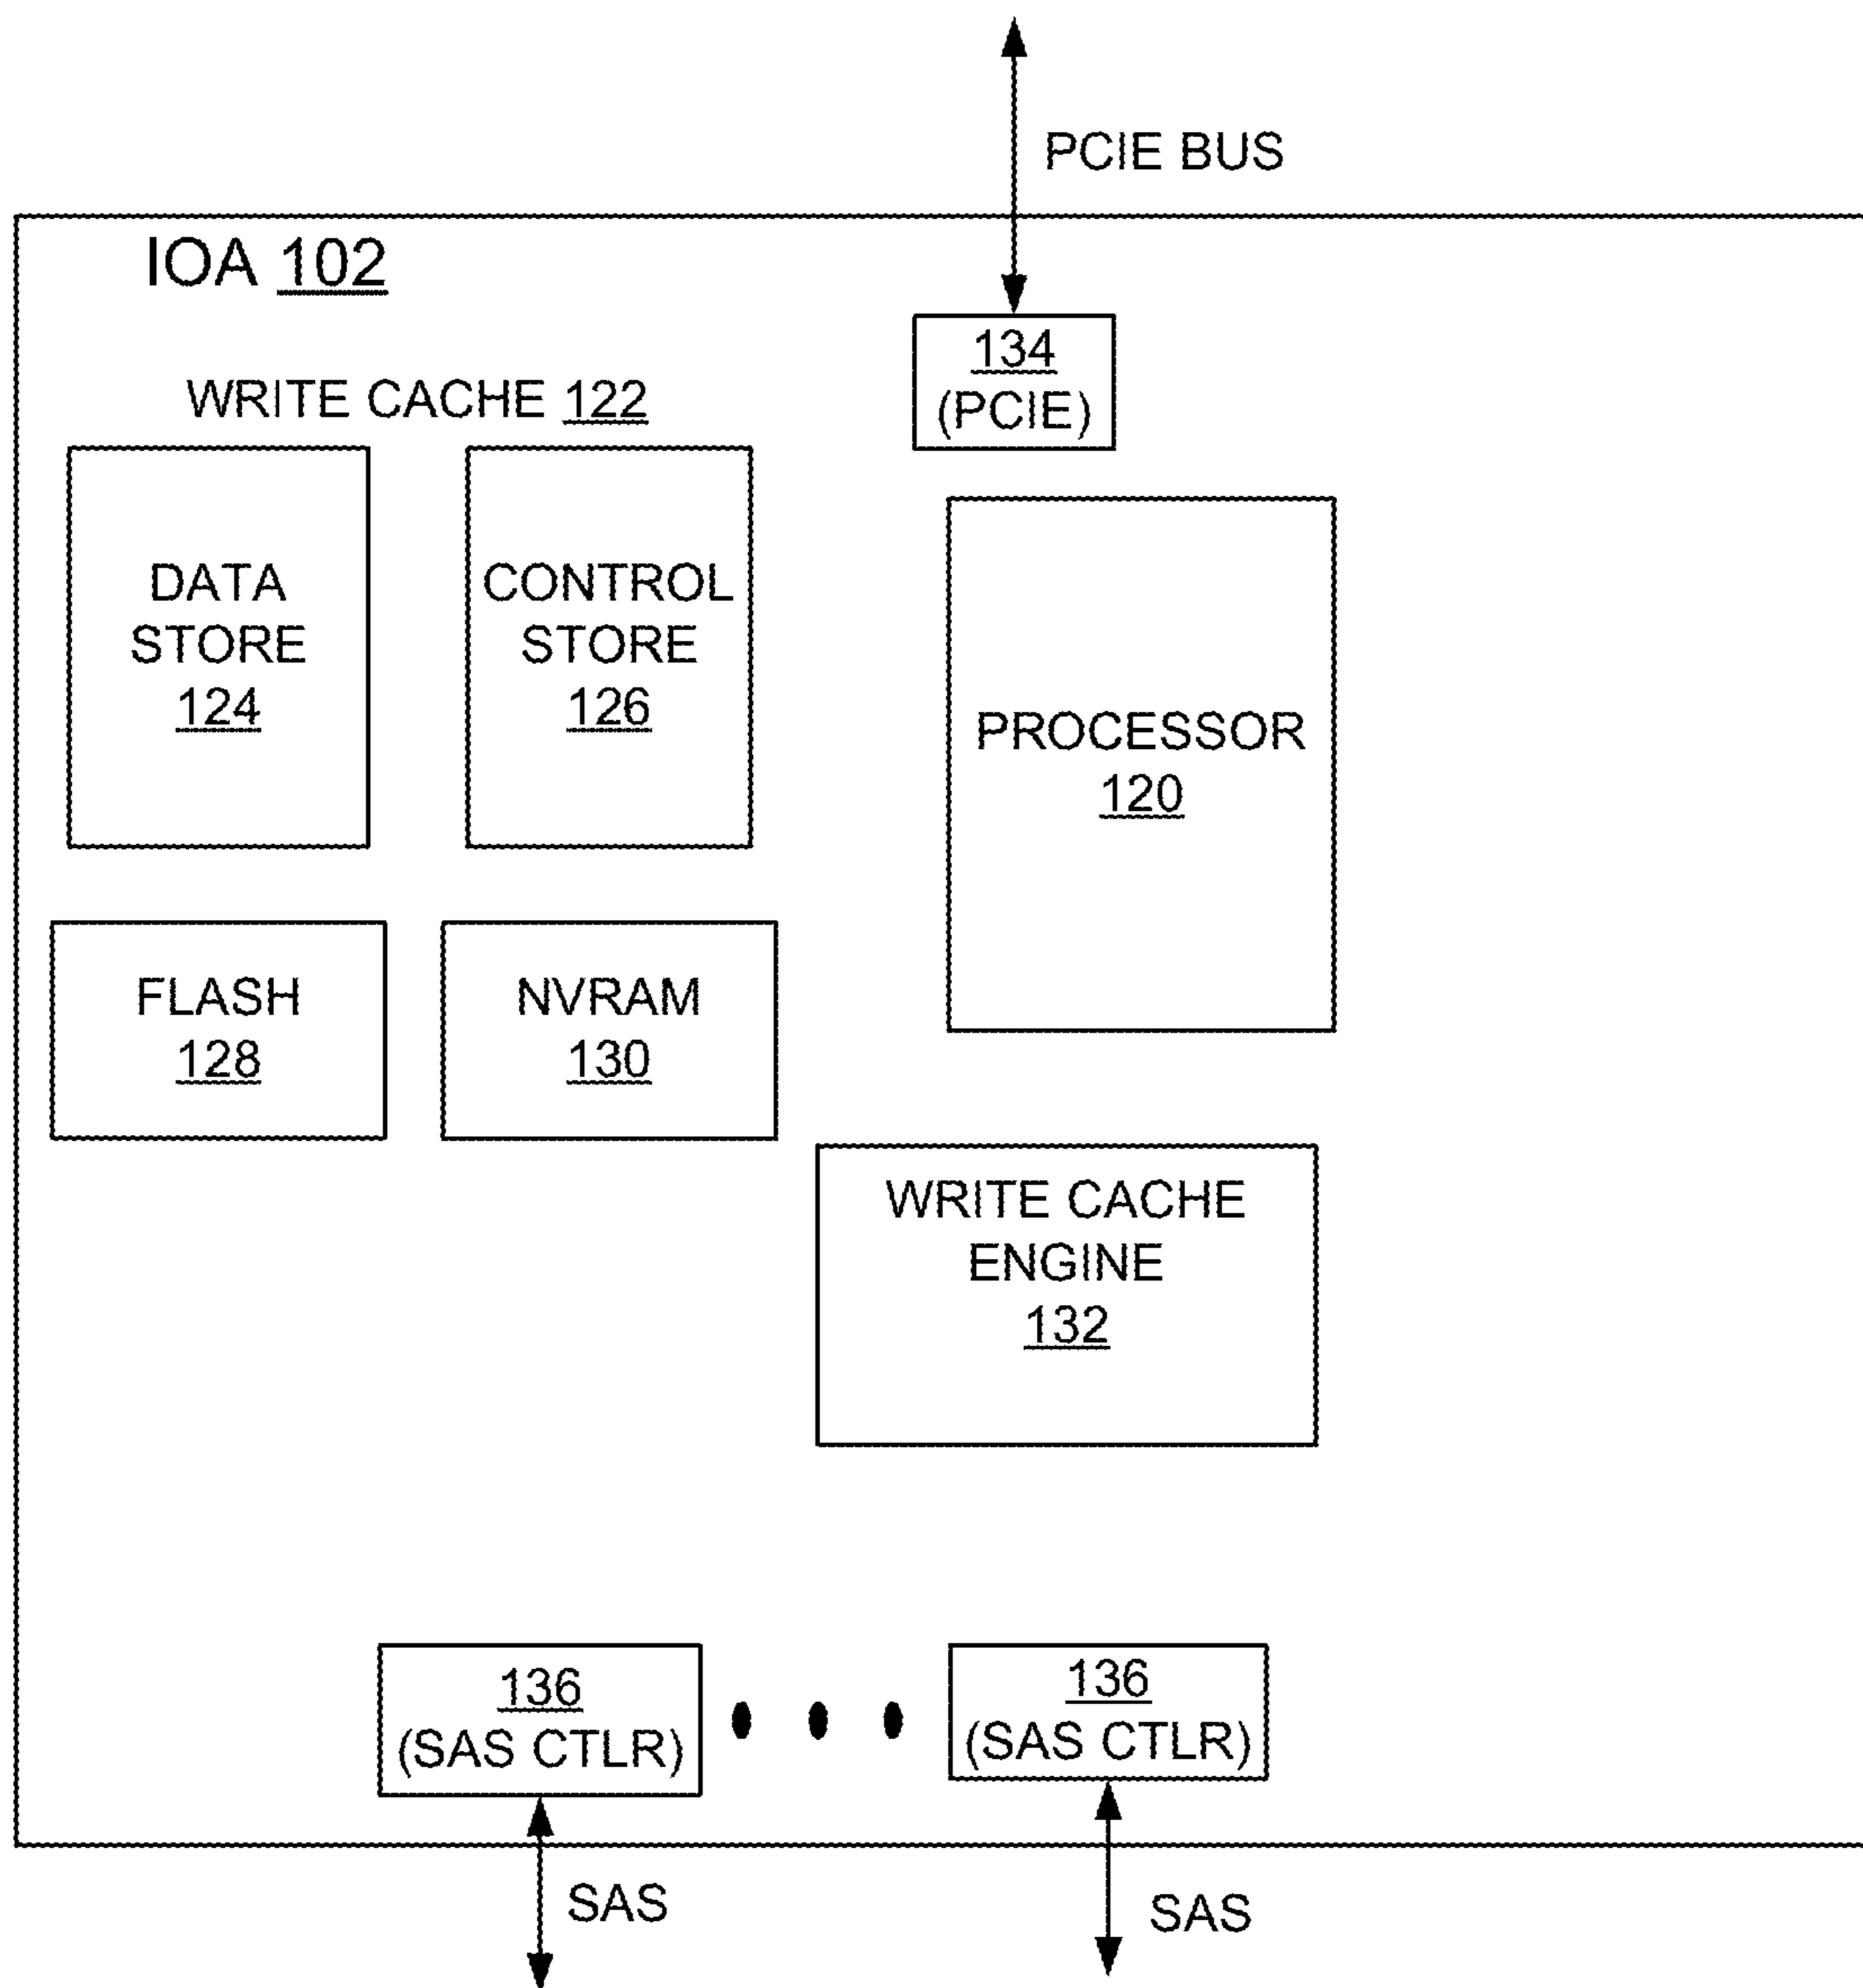 PCIE BUS
IOA 102
134
(PCIE)
WRITE CACHE 122
DATA
STORE
124
CONTROL
STORE
126
PROCESSOR
120
FLASH
128
NVRAM
130
WRITE CACHE
ENGINE
132
136
(SAS CTLR)
136
(SAS CTLR)
SAS
SAS